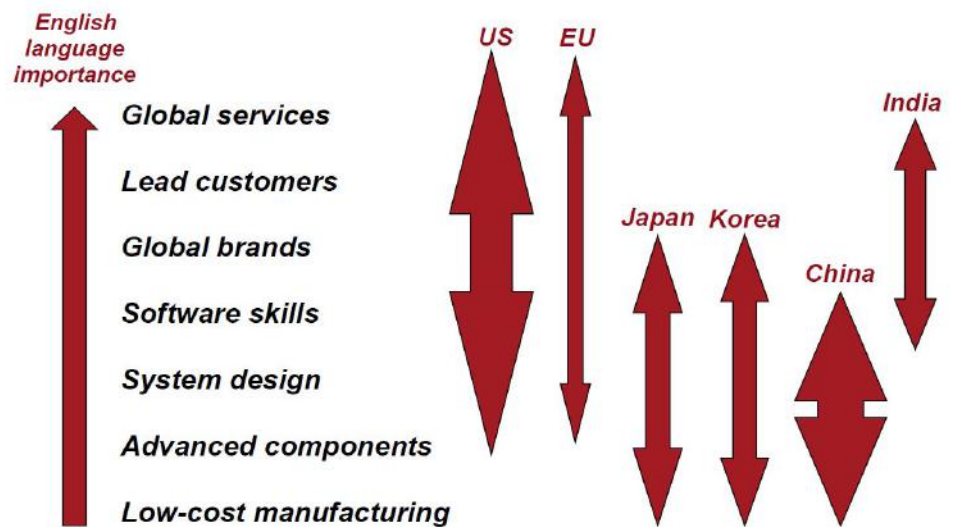 English
language
importance
US
EU
India
Global services
Lead customers
Japan
Korea
Global brands
China
Software skills
System design
Advanced components
Low-cost manufacturing